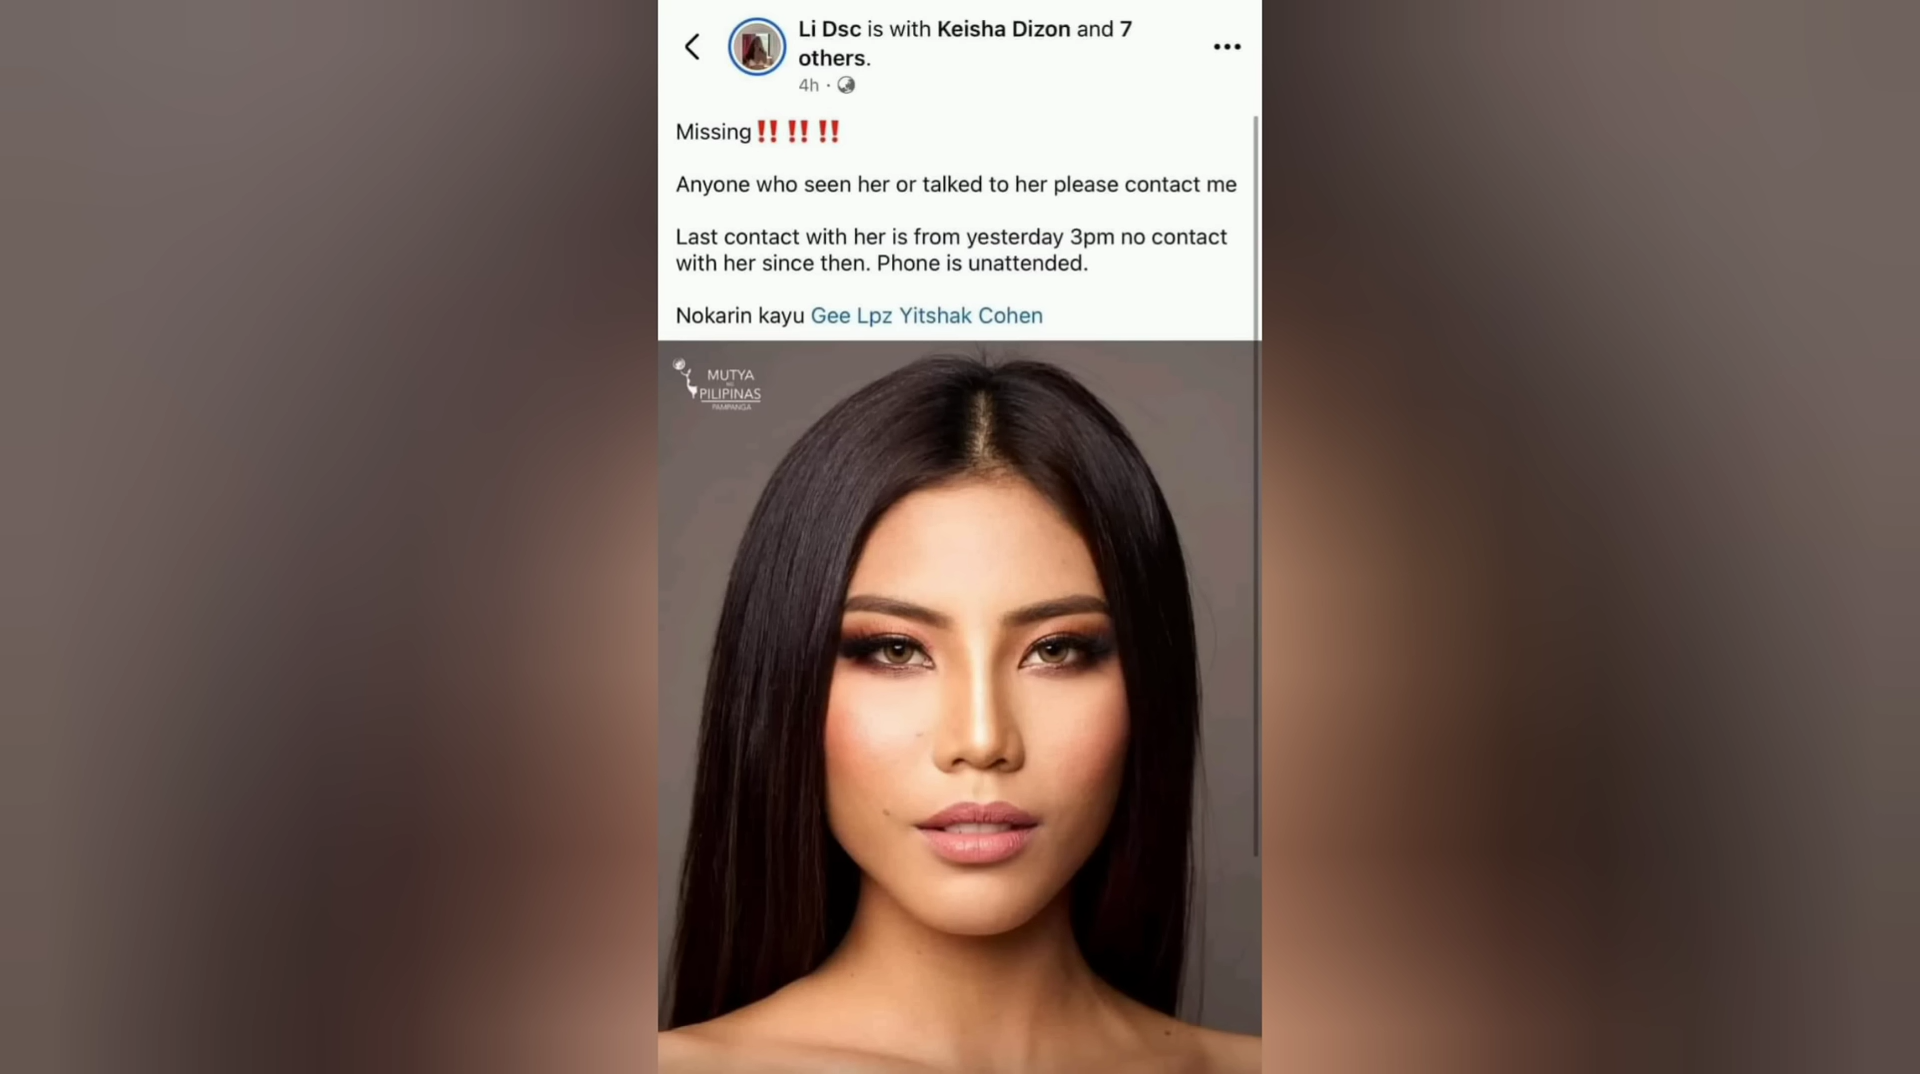 Li Dsc is with Keisha Dizon and 7
others.
4h ·
Missing‼️‼️‼️
Anyone who seen her or talked to her please contact me
Last contact with her is from yesterday 3pm no contact
with her since then. Phone is unattended.
Nokarin kayu Gee Lpz Yitshak Cohen
MUTYA
NG
PILIPINAS
PAMPANGA